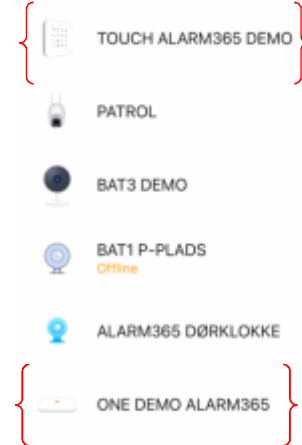 TOUCH ALARM365 DEMO
PATROL
BAT3 DEMO
BAT1 P-PLADS
Offline
ALARM365 DØRKLOKKE
ONE DEMO ALARM365